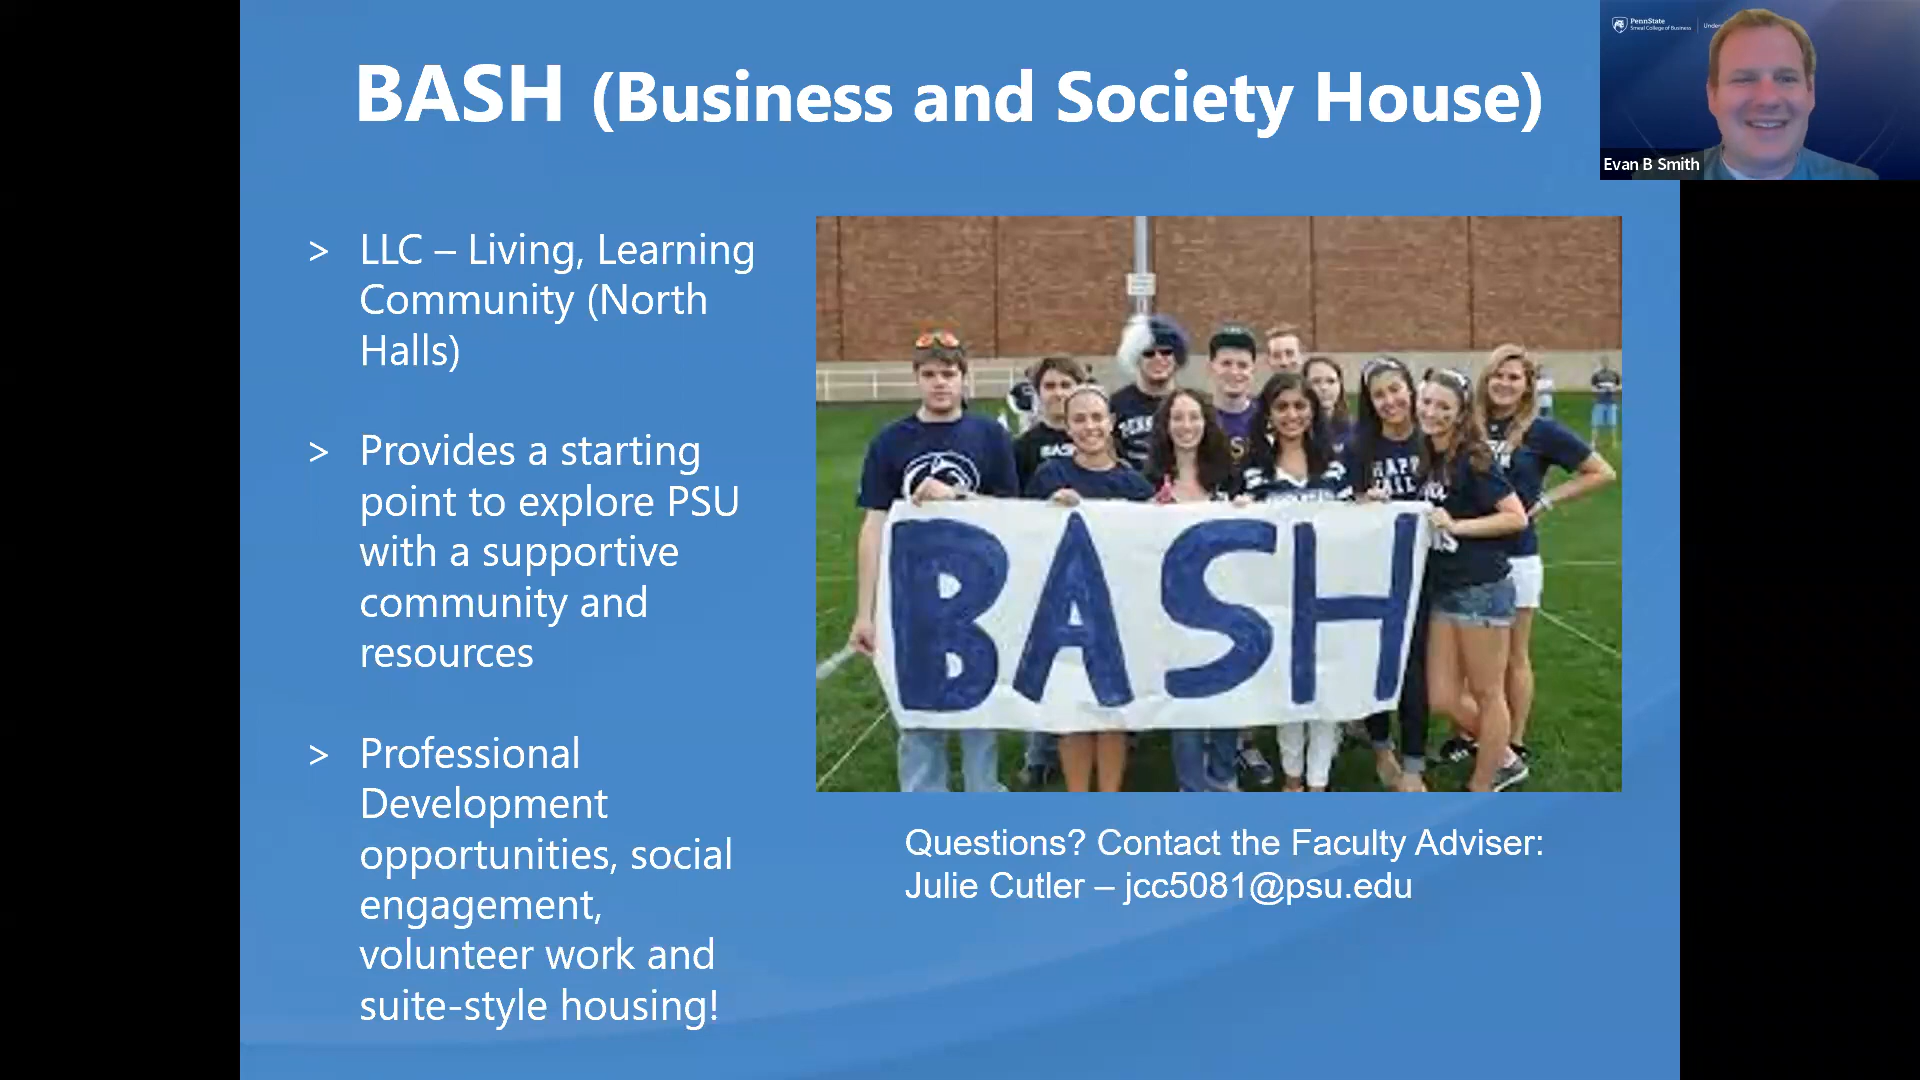 BASH (Business and Society House)
PennState
Smeal College of Business
Evan B Smith
> LLC – Living, Learning
Community (North
Halls)
> Provides a starting
point to explore PSU
with a supportive
community and
resources
> Professional
Development
opportunities, social
engagement,
volunteer work and
suite-style housing!
BASH
Questions? Contact the Faculty Adviser:
Julie Cutler – jcc5081@psu.edu